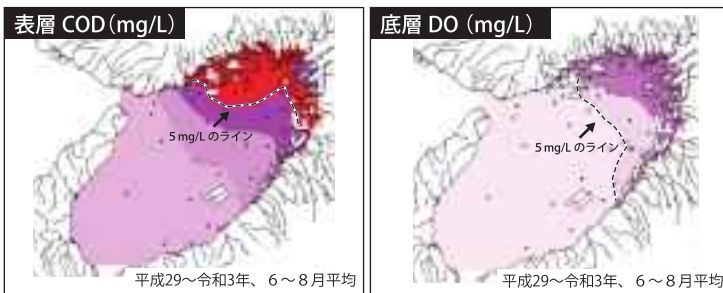 表層 COD（mg/L）
5 mg/L のライン
平成29～令和3年、６～８月平均
底層 DO（mg/L）
5 mg/L のライン
平成29～令和3年、６～８月平均